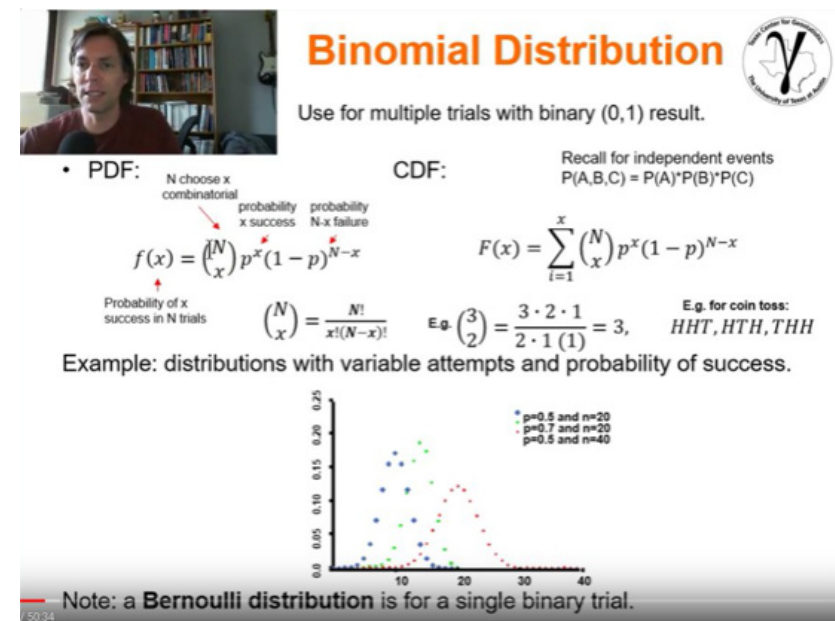 Binomial Distribution
Texas Center for Geostatistics
γ
The University of Texas at Austin
Use for multiple trials with binary (0,1) result.
• PDF:
CDF:
Recall for independent events
P(A,B,C) = P(A)*P(B)*P(C)
N choose x
combinatorial
probability
x success
probability
N-x failure
f(x) = (N x) p^x (1 − p)^{N−x}
F(x) = ∑_{i=1}^{x} (N x) p^x (1 − p)^{N−x}
Probability of x
success in N trials
(N x) = N! / x!(N−x)!
E.g. (3 2) = 3 · 2 · 1 / 2 · 1 (1) = 3,
E.g. for coin toss:
HHT, HTH, THH
Example: distributions with variable attempts and probability of success.
0.25
0.20
0.15
0.10
0.05
0.0
p=0.5 and n=20
p=0.7 and n=20
p=0.5 and n=40
10 20 30 40
Note: a Bernoulli distribution is for a single binary trial.
/ 50:34